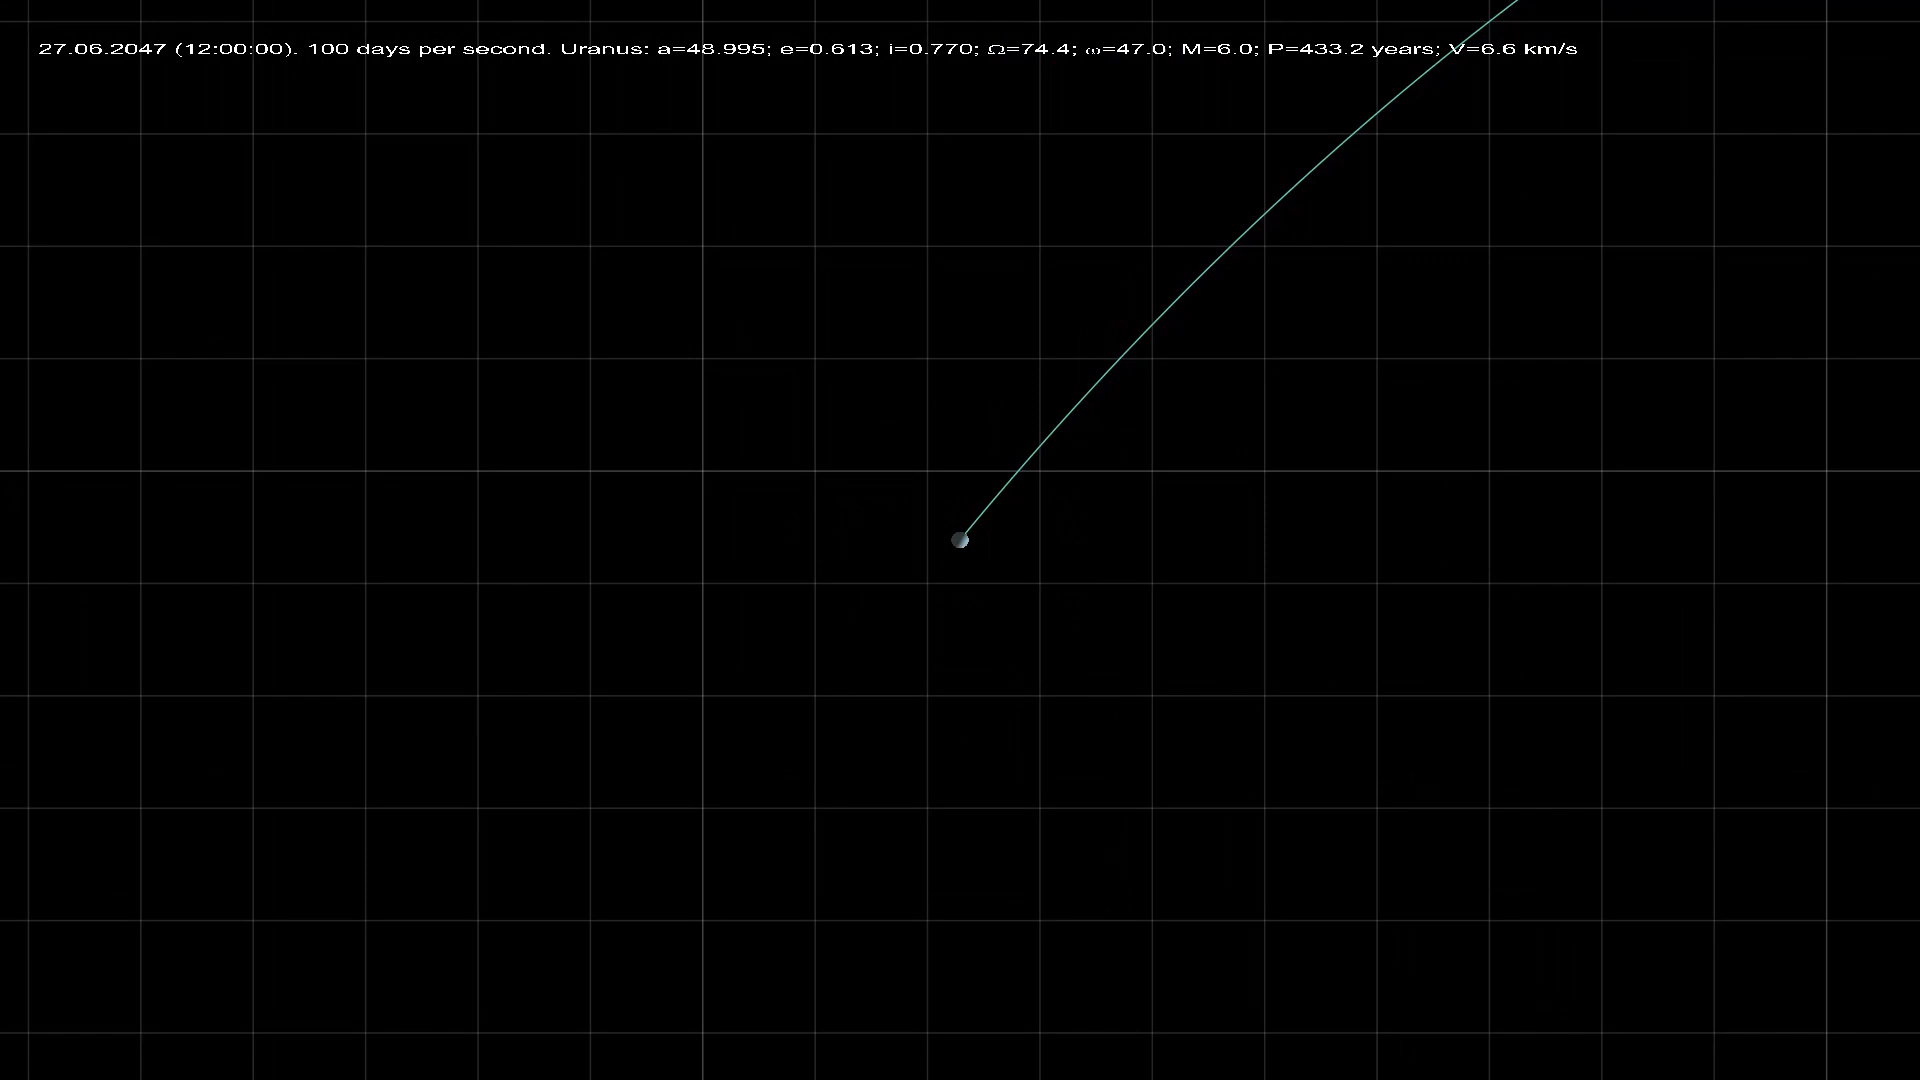 27.06.2047 (12:00:00). 100 days per second. Uranus: a=48.995; e=0.613; i=0.770; Ω=74.4; ω=47.0; M=6.0; P=433.2 years; V=6.6 km/s